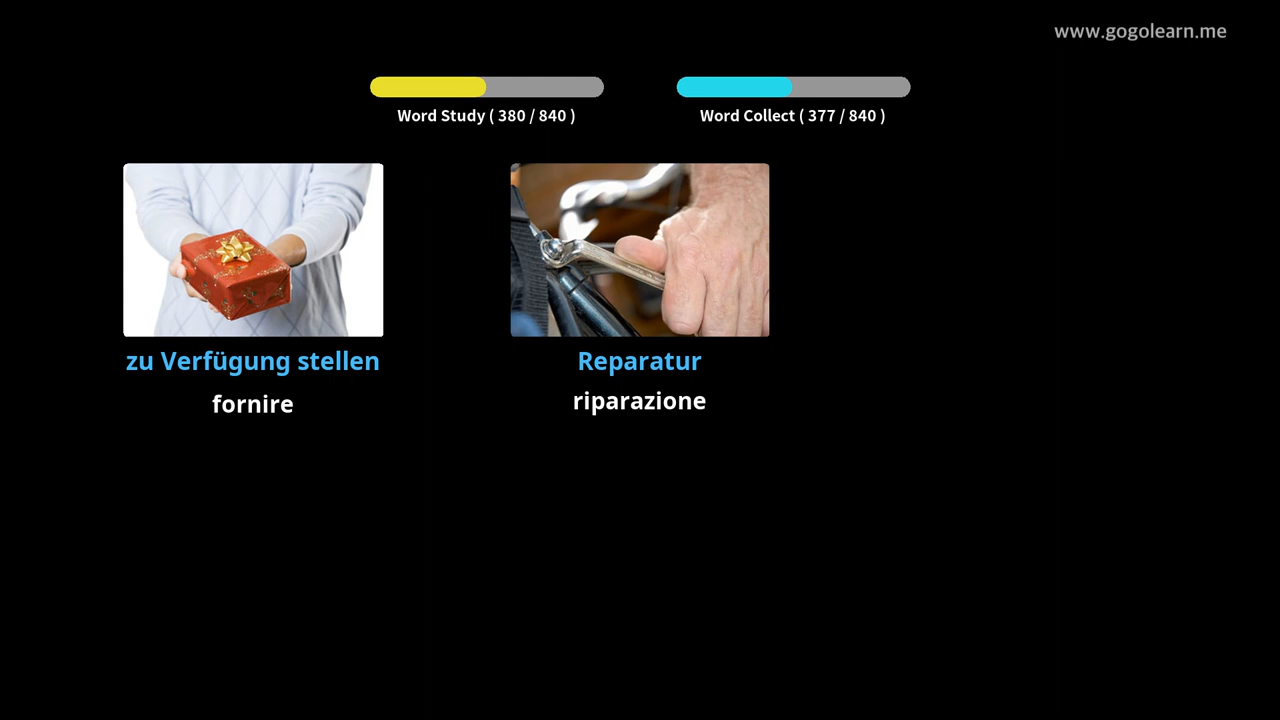 www.gogolearn.me
Word Study ( 380 / 840 )
Word Collect ( 377 / 840 )
zu Verfügung stellen
fornire
Reparatur
riparazione